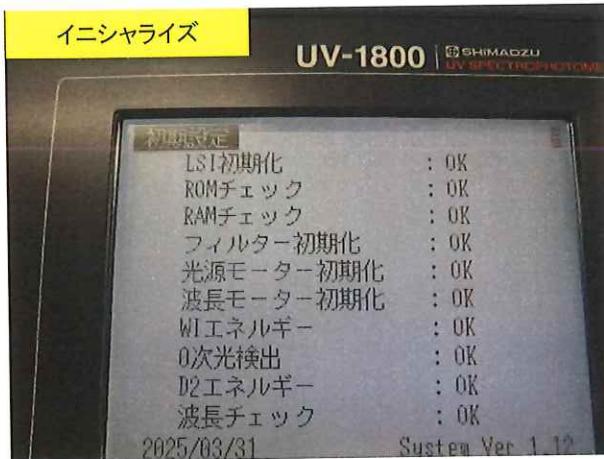 イニシャライズ
UV-1800 SHIMADZU
UV SPECTROPHOTOME
初期設定
LSI初期化 : OK
ROMチェック : OK
RAMチェック : OK
フィルター初期化 : OK
光源モーター初期化 : OK
波長モーター初期化 : OK
WIエネルギー : OK
0次光検出 : OK
D2エネルギー : OK
波長チェック : OK
2025/03/31 System Ver 1.12